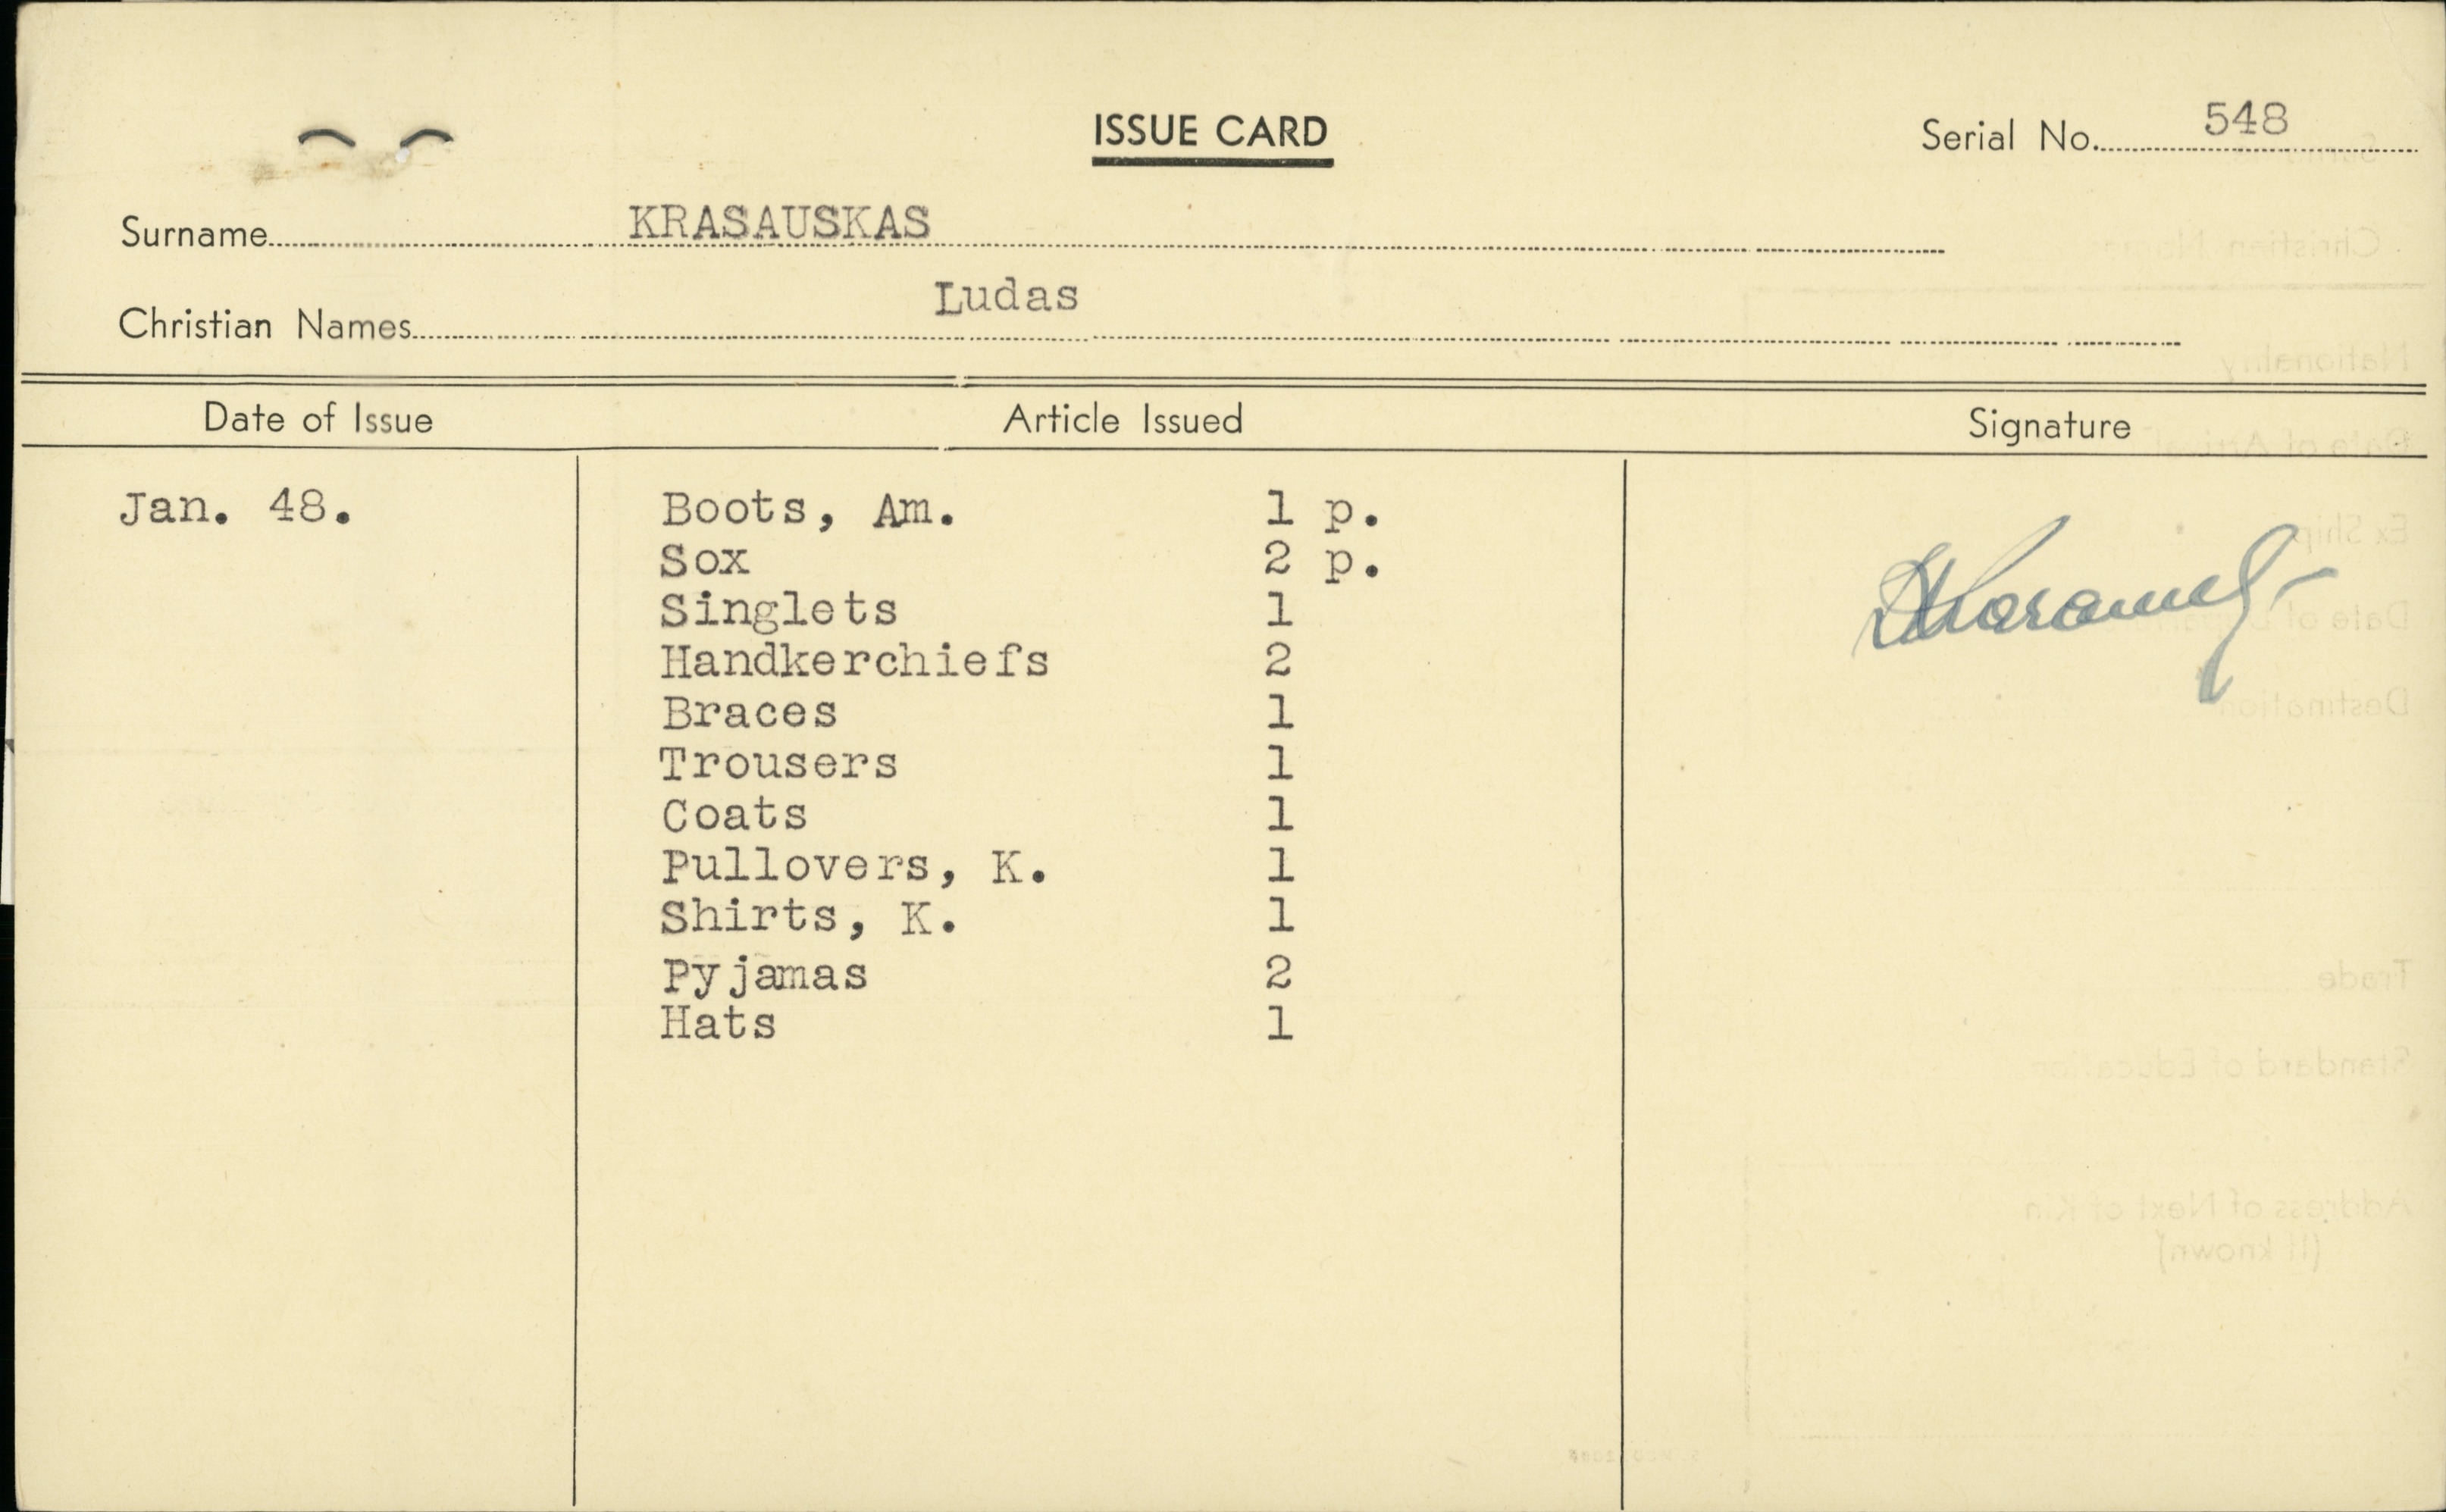 ISSUE CARD
Serial No. 548
Surname KRASAUSKAS
Christian Names Ludas
Date of Issue Article Issued Signature
Jan. 48. Boots, Am. 1 p.
Sox 2 p.
Singlets 1
Handkerchiefs 2
Braces 1
Trousers 1
Coats 1
Pullovers, K. 1
Shirts, K. 1
Pyjamas 2
Hats 1